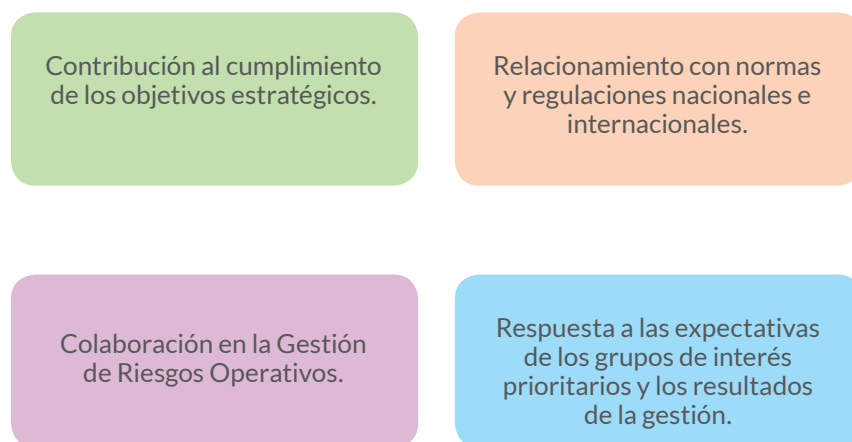 Contribución al cumplimiento
de los objetivos estratégicos.
Relacionamiento con normas
y regulaciones nacionales e
internacionales.
Colaboración en la Gestión
de Riesgos Operativos.
Respuesta a las expectativas
de los grupos de interés
prioritarios y los resultados
de la gestión.